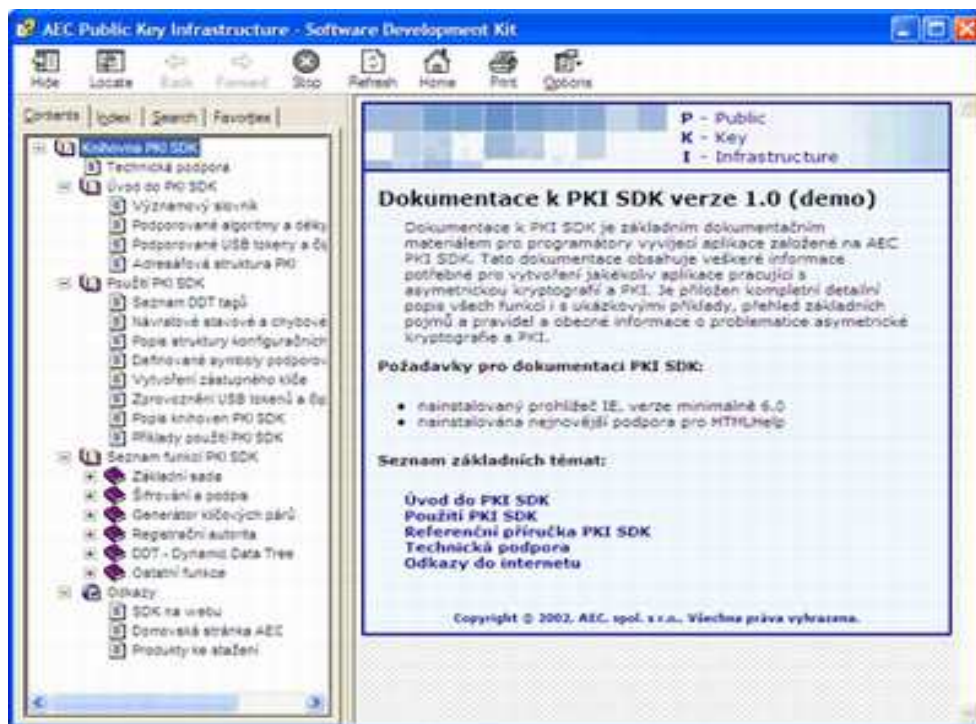 AEC Public Key Infrastructure - Software Development Kit
Hide Locate Back Forward Stop Refresh Home Print Options
Contents Index Search Favorites
Knihovna PKI SDK
Technická podpora
Úvod do PKI SDK
Významový slovník
Podporované algoritmy a délky
Podporované USB tokeny a čip
Adresářová struktura PKI
Použití PKI SDK
Seznam DDT tagů
Návratové stavové a chybové
Popis struktury konfiguračních
Definované symboly podporov
Vytvoření zástupného klíče
Zprovoznění USB tokenů a čip
Popis knihoven PKI SDK
Příklady použití PKI SDK
Seznam funkcí PKI SDK
Základní sada
Šifrování a podpis
Generátor klíčových párů
Registrační autorita
DDT - Dynamic Data Tree
Ostatní funkce
Odkazy
SDK na webu
Domovská stránka AEC
Produkty ke stažení
P - Public
K - Key
I - Infrastructure
Dokumentace k PKI SDK verze 1.0 (demo)
Dokumentace k PKI SDK je základním dokumentačním
materiálem pro programátory vyvíjecí aplikace založené na AEC
PKI SDK. Tato dokumentace obsahuje veškeré informace
potřebné pro vytvoření jakékoliv aplikace pracující s
asymetrickou kryptografií a PKI. Je přiložen kompletní detailní
popis všech funkcí i s ukázkovými příklady, přehled základních
pojmů a pravidel a obecné informace o problematice asymetrické
kryptografie a PKI.
Požadavky pro dokumentaci PKI SDK:
• nainstalovaný prohlížeč IE, verze minimálně 6.0
• nainstalována nejnovější podpora pro HTMLHelp
Seznam základních témat:
Úvod do PKI SDK
Použití PKI SDK
Referenční příručka PKI SDK
Technická podpora
Odkazy do internetu
Copyright © 2002, AEC, spol. s r.o., Všechna práva vyhrazena.